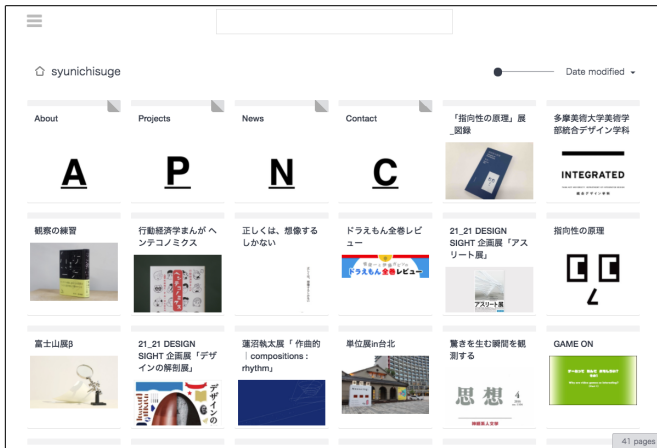 syunichisuge
Date modified
About
Projects
News
Contact
「指向性の原理」展
_図録
多摩美術大学美術学
部統合デザイン学科
A
P
N
C
INTEGRATED
統合デザイン学科
観察の練習
行動経済学まんが ヘ
ンテコノミクス
正しくは、想像する
しかない
ドラえもん全巻レビ
ュー
21_21 DESIGN
SIGHT 企画展「アス
リート展」
指向性の原理
ドラえもん全巻レビュー
アスリート展
富士山展β
21_21 DESIGN
SIGHT 企画展「デザ
インの解剖展」
蓮沼執太展「 作曲的
｜compositions :
rhythm」
単位展in台北
驚きを生む瞬間を観
測する
GAME ON
デザインの
思想 4
41 pages